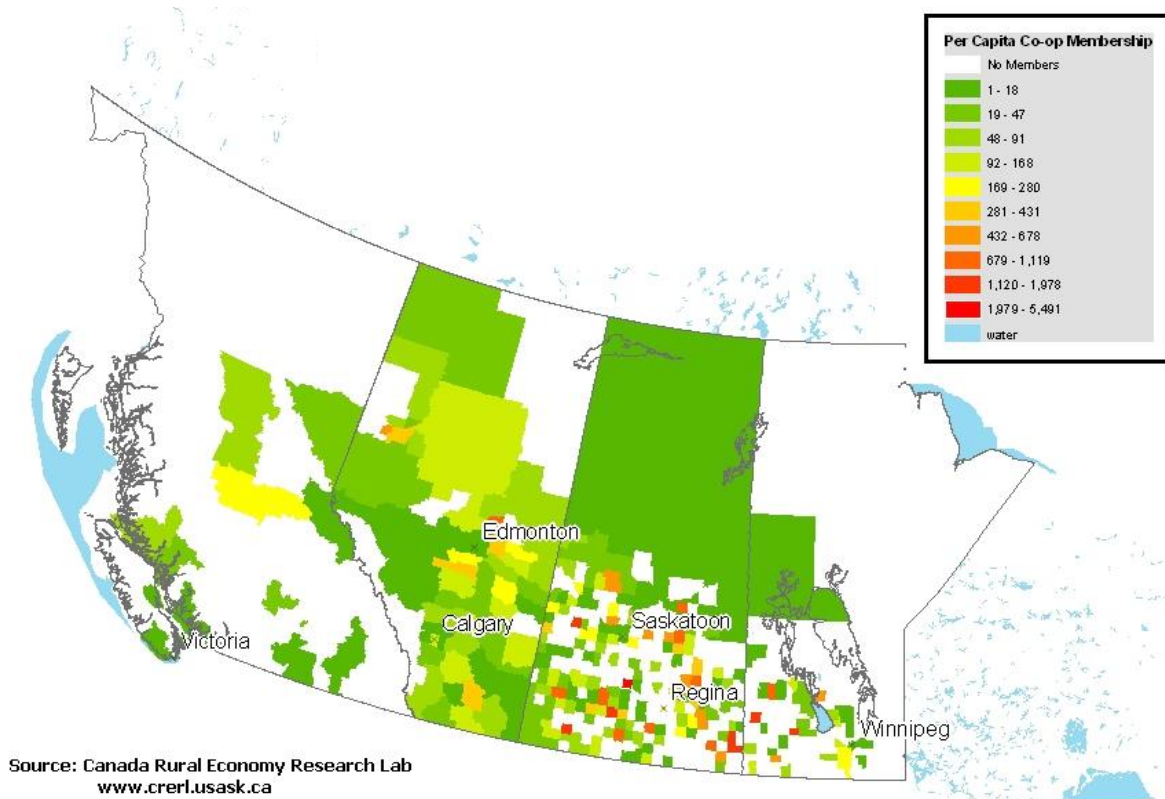 Per Capita Co-op Membership
No Members
1 - 18
19 - 47
48 - 91
92 - 168
169 - 280
281 - 431
432 - 678
679 - 1,119
1,120 - 1,978
1,979 - 5,491
water
Edmonton
Calgary
Saskatoon
Victoria
Regina
Winnipeg
Source: Canada Rural Economy Research Lab
www.crerl.usask.ca